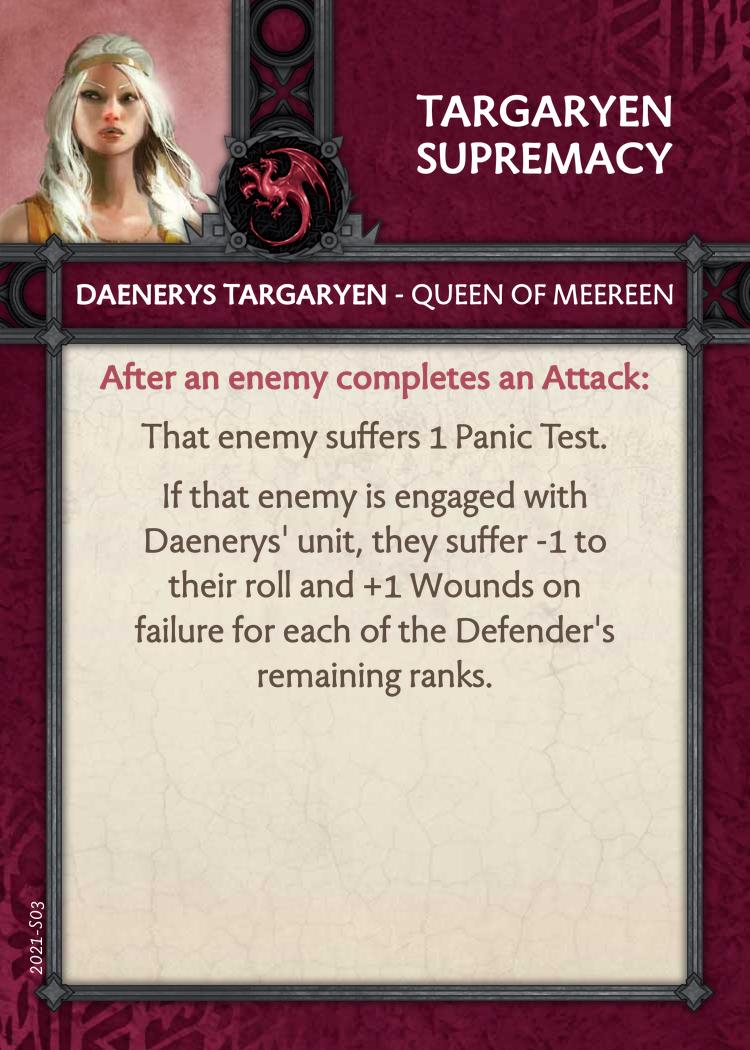 TARGARYEN
SUPREMACY
DAENERYS TARGARYEN - QUEEN OF MEEREEN
After an enemy completes an Attack:
That enemy suffers 1 Panic Test.
If that enemy is engaged with
Daenerys' unit, they suffer -1 to
their roll and +1 Wounds on
failure for each of the Defender's
remaining ranks.
2021-S03